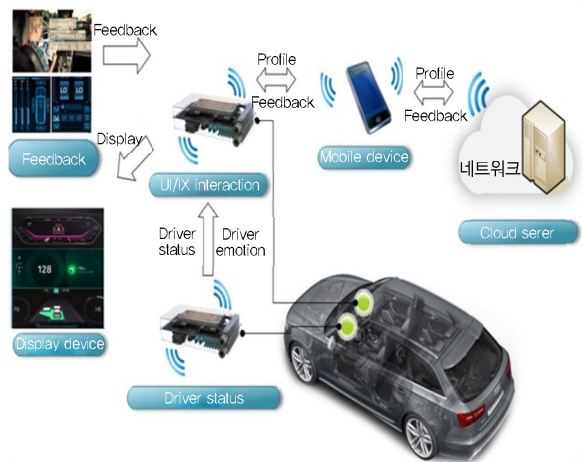 Feedback
Profile
Feedback
Profile
Feedback
Display
Feedback
UI/IX interaction
Mobile device
네트워크
Cloud serer
Driver
status
Driver
emotion
128
Display device
Driver status